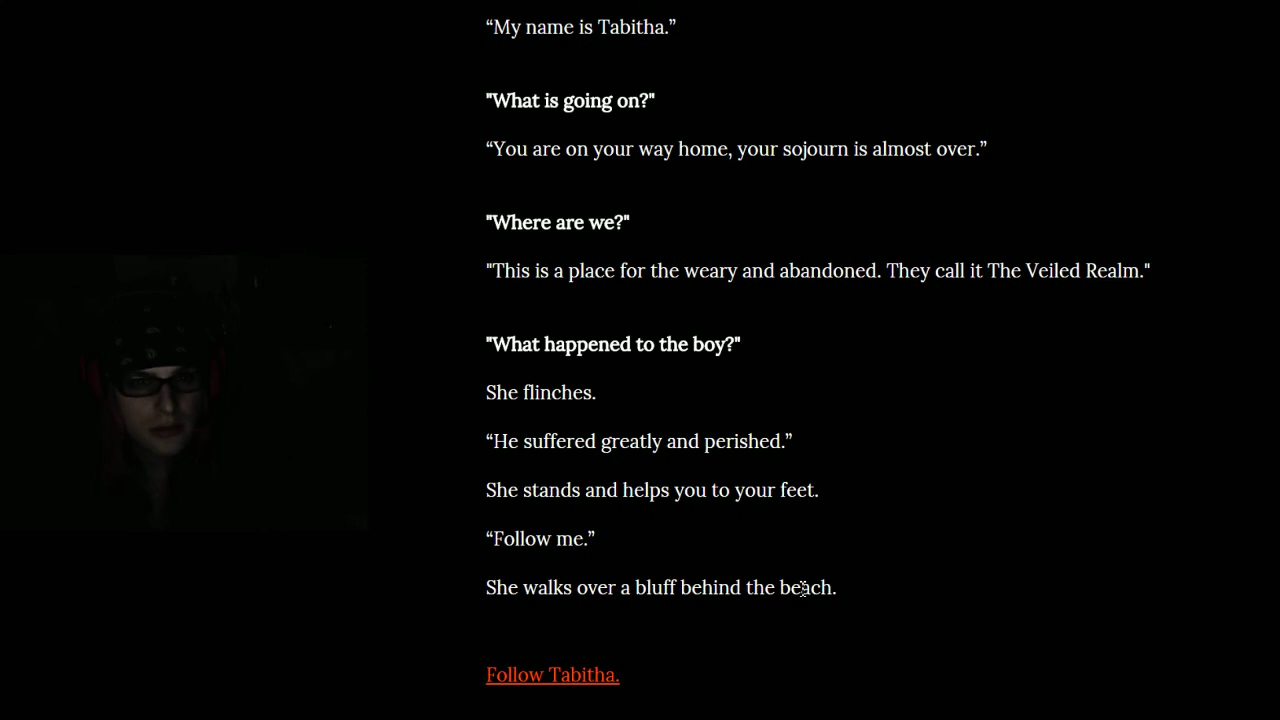 “My name is Tabitha.”
"What is going on?"
“You are on your way home, your sojourn is almost over.”
"Where are we?"
"This is a place for the weary and abandoned. They call it The Veiled Realm."
"What happened to the boy?"
She flinches.
“He suffered greatly and perished.”
She stands and helps you to your feet.
“Follow me.”
She walks over a bluff behind the beach.
Follow Tabitha.